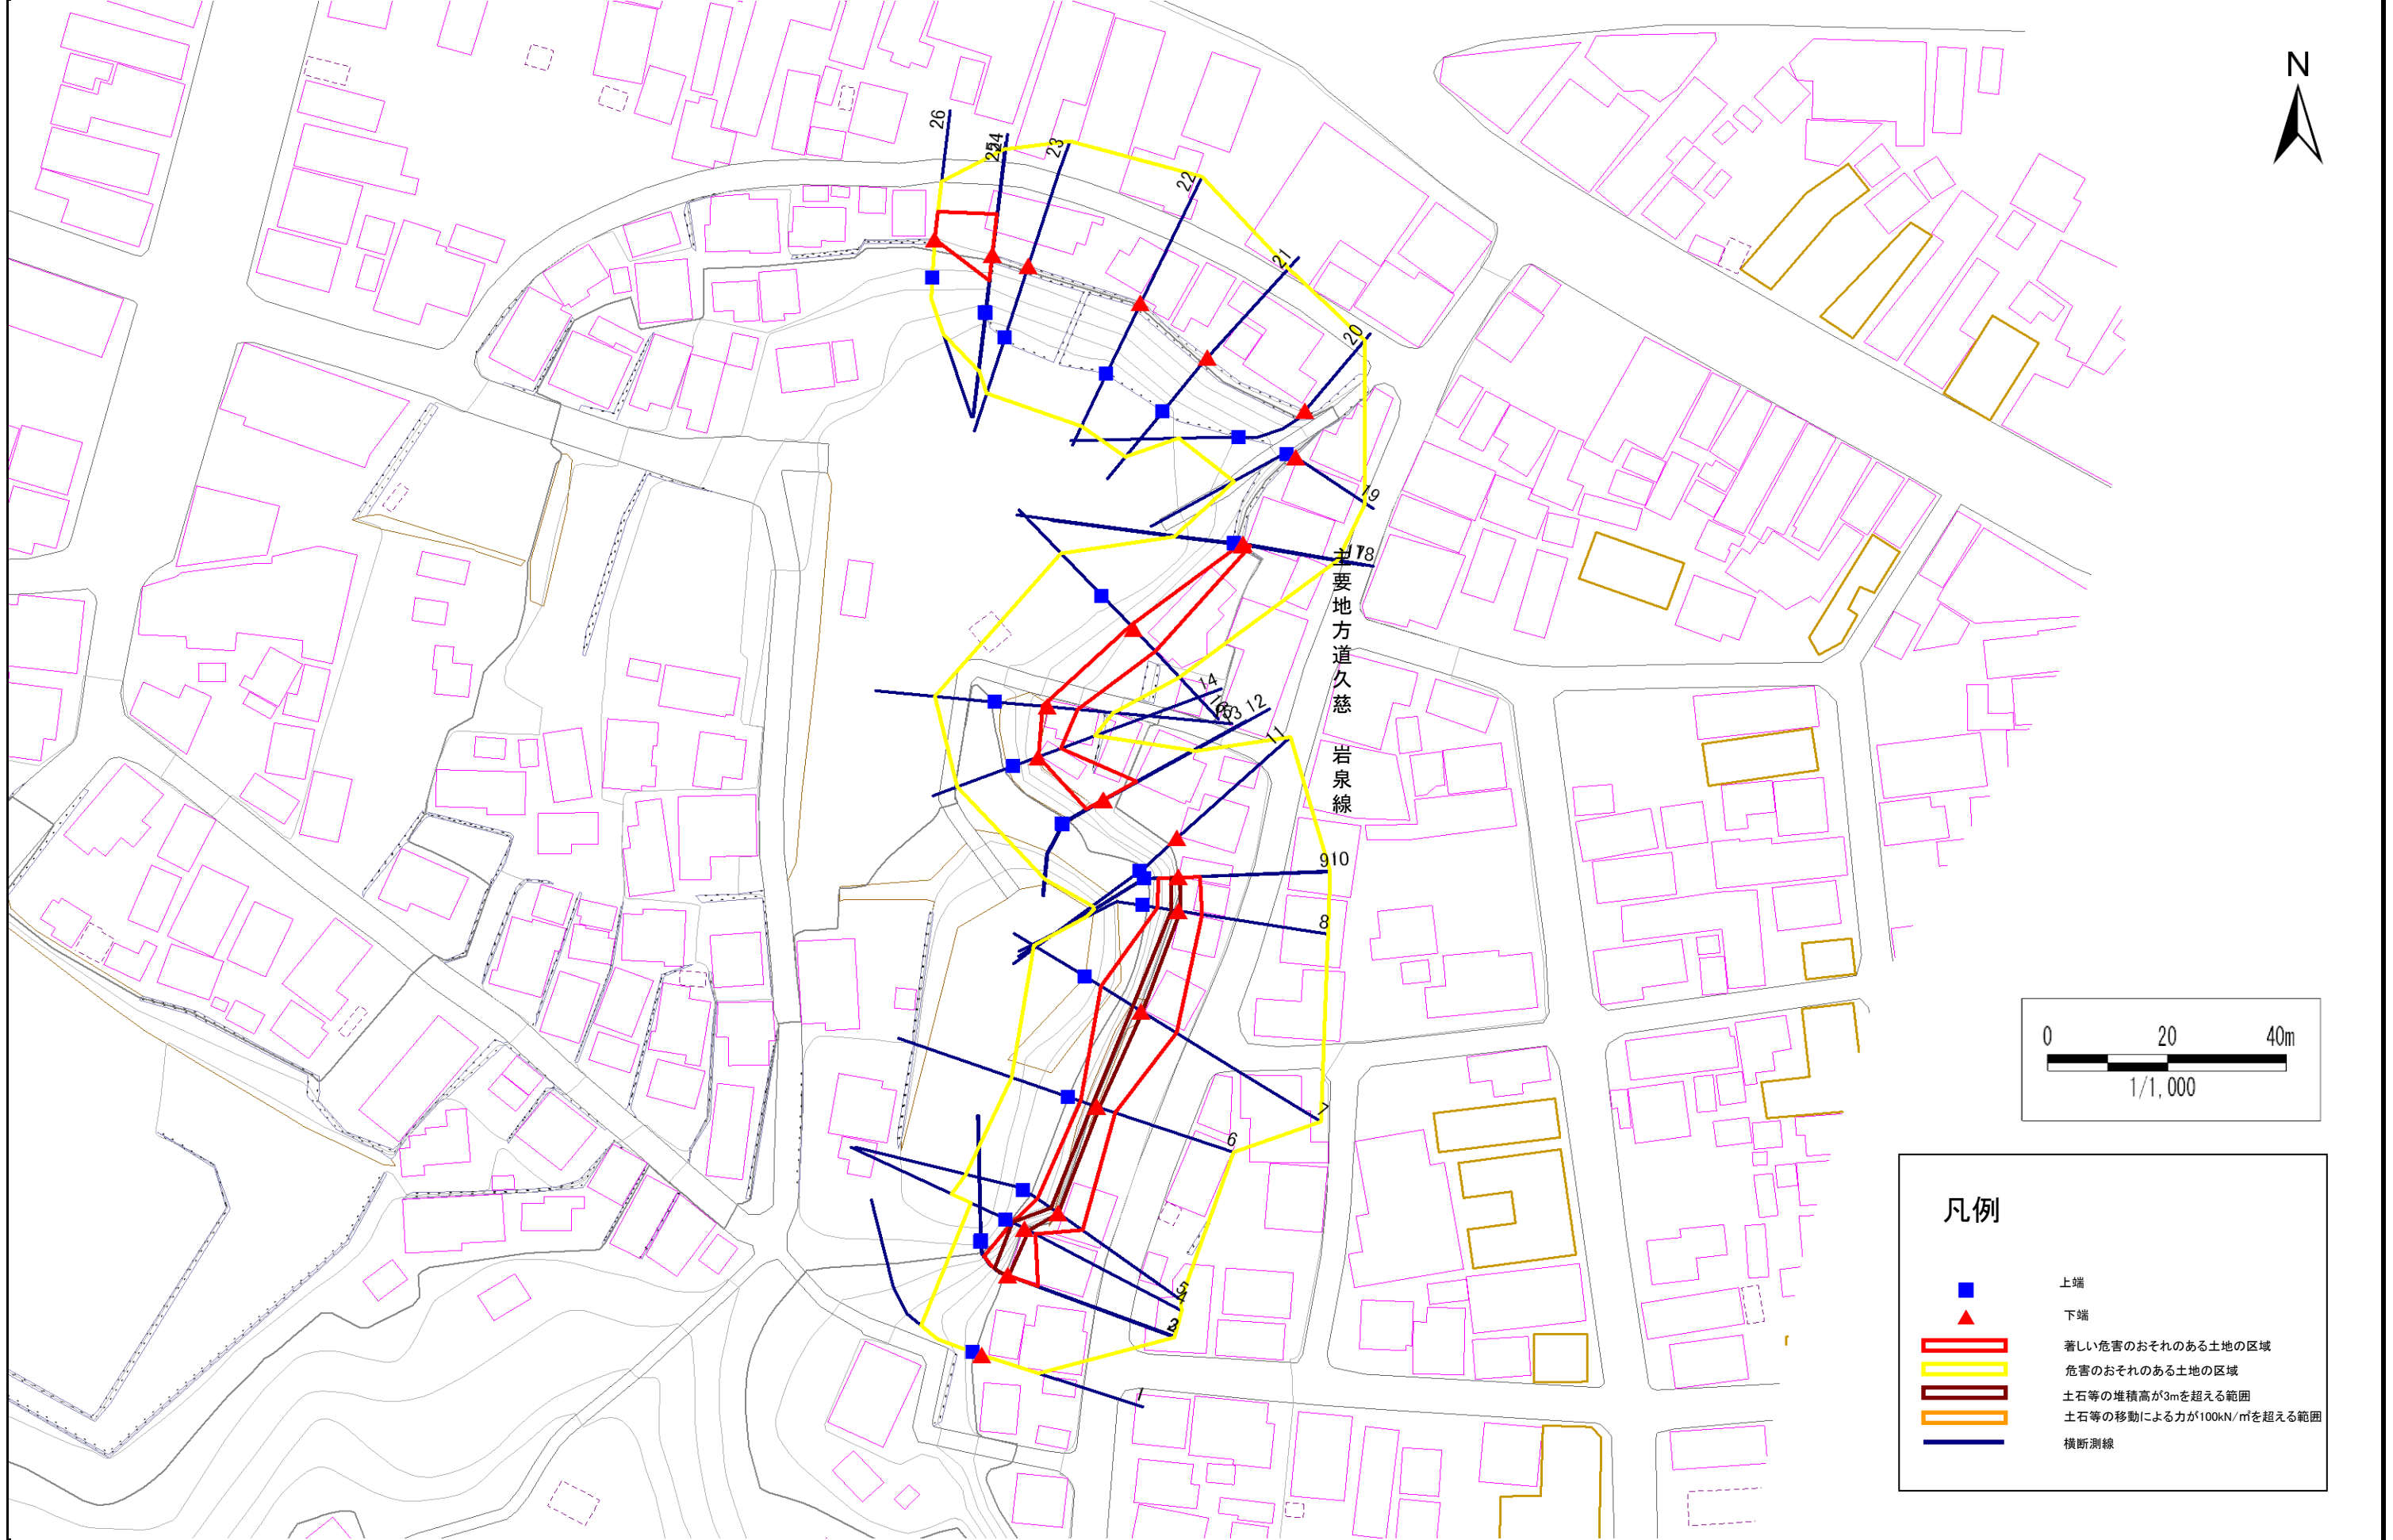 N
26
24
23
22
21
20
19
18
14
12
13
11
9
10
8
7
6
5
4
2
1
主要地方道久慈 岩泉線
0 20 40m
1/1,000
凡例
上端
下端
著しい危害のおそれのある土地の区域
危害のおそれのある土地の区域
土石等の堆積高が3mを超える範囲
土石等の移動による力が100kN/㎡を超える範囲
横断測線